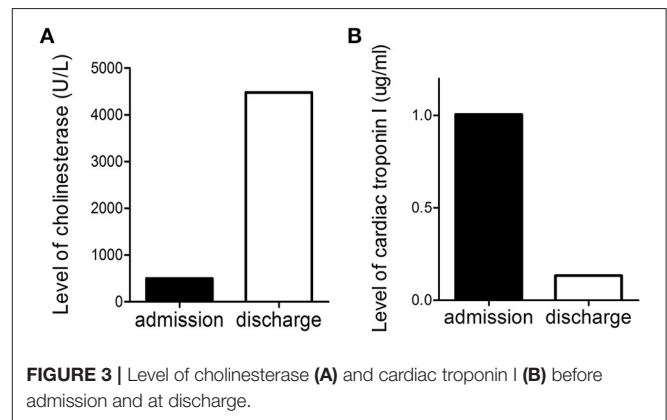 A
Level of cholinesterase (U/L)
5000
4000
3000
2000
1000
0
admission discharge
B
Level of cardiac troponin I (ug/ml)
1.0
0.5
0.0
admission discharge
FIGURE 3 | Level of cholinesterase (A) and cardiac troponin I (B) before
admission and at discharge.